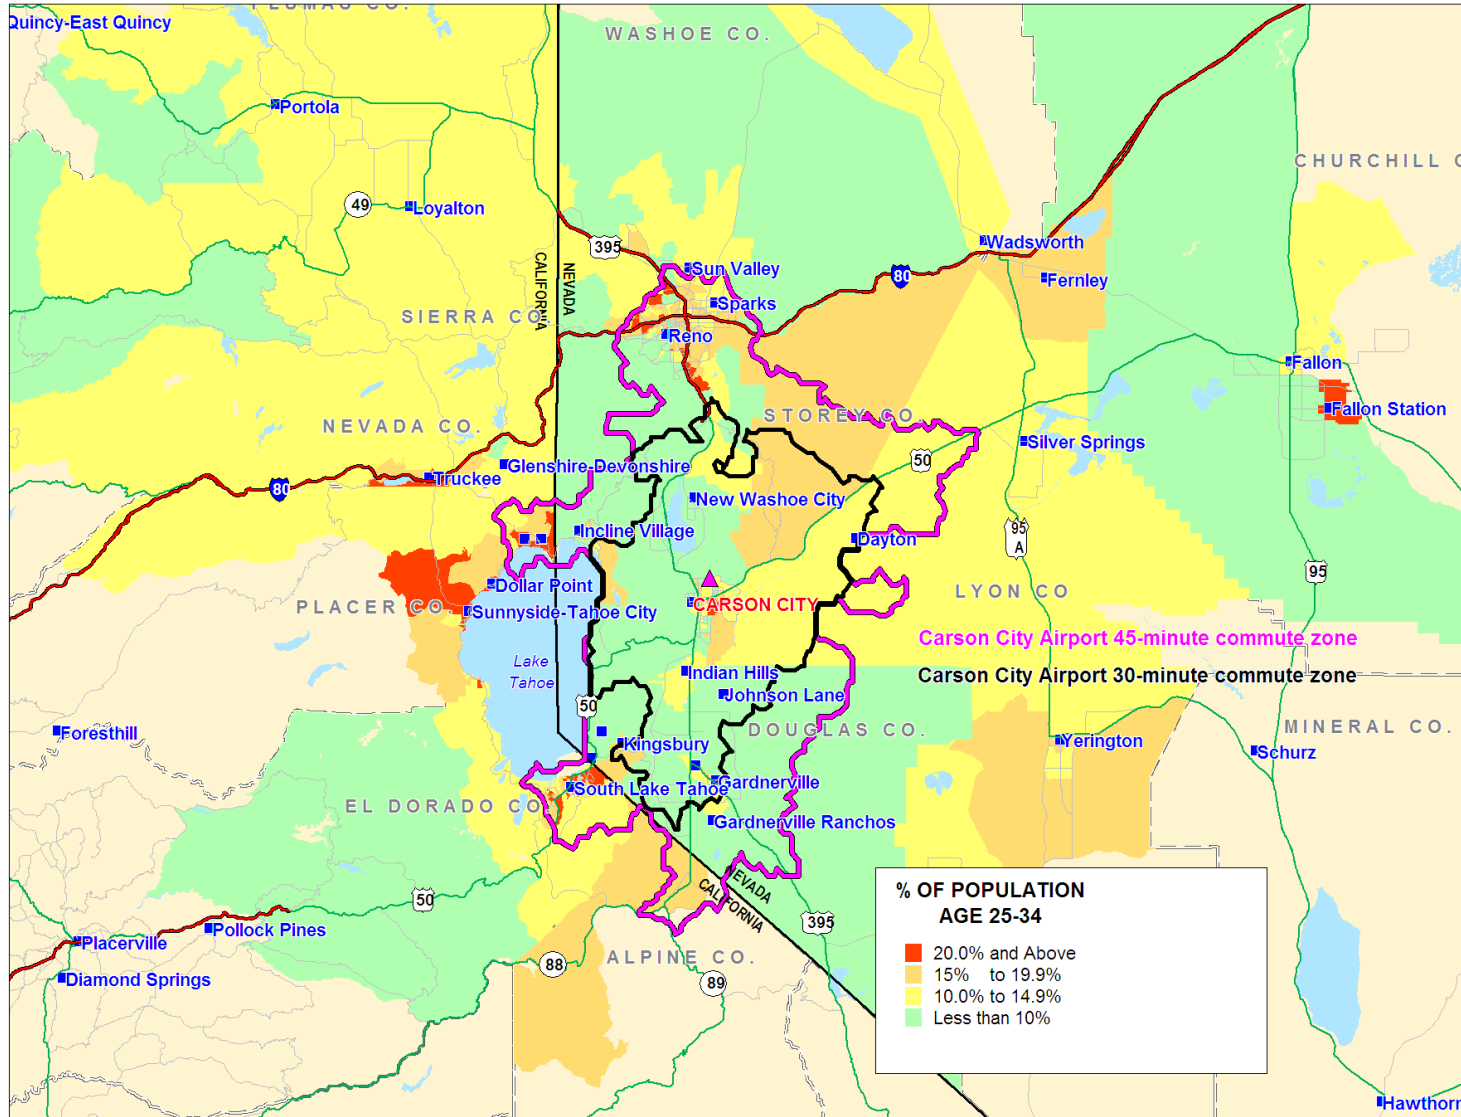 PLUMAS CO.
Quincy-East Quincy
WASHOE CO.
Portola
CHURCHILL C
49
Loyalton
395
CALIFORNIA
NEVADA
Wadsworth
Sun Valley
80
Fernley
Sparks
SIERRA CO.
Reno
Fallon
STOREY CO.
Fallon Station
NEVADA CO.
Silver Springs
50
Glenshire-Devonshire
Truckee
80
New Washoe City
Incline Village
95
A
Dayton
95
Dollar Point
PLACER CO.
LYON CO
CARSON CITY
Sunnyside-Tahoe City
Carson City Airport 45-minute commute zone
Lake
Tahoe
Indian Hills
Carson City Airport 30-minute commute zone
Johnson Lane
50
Foresthill
DOUGLAS CO.
MINERAL CO.
Kingsbury
Yerington
Schurz
Gardnerville
South Lake Tahoe
EL DORADO CO
Gardnerville Ranchos
NEVADA
CALIFORNIA
50
395
Pollock Pines
Placerville
ALPINE CO.
88
89
Diamond Springs
% OF POPULATION
AGE 25-34
20.0% and Above
15% to 19.9%
10.0% to 14.9%
Less than 10%
Hawthorn